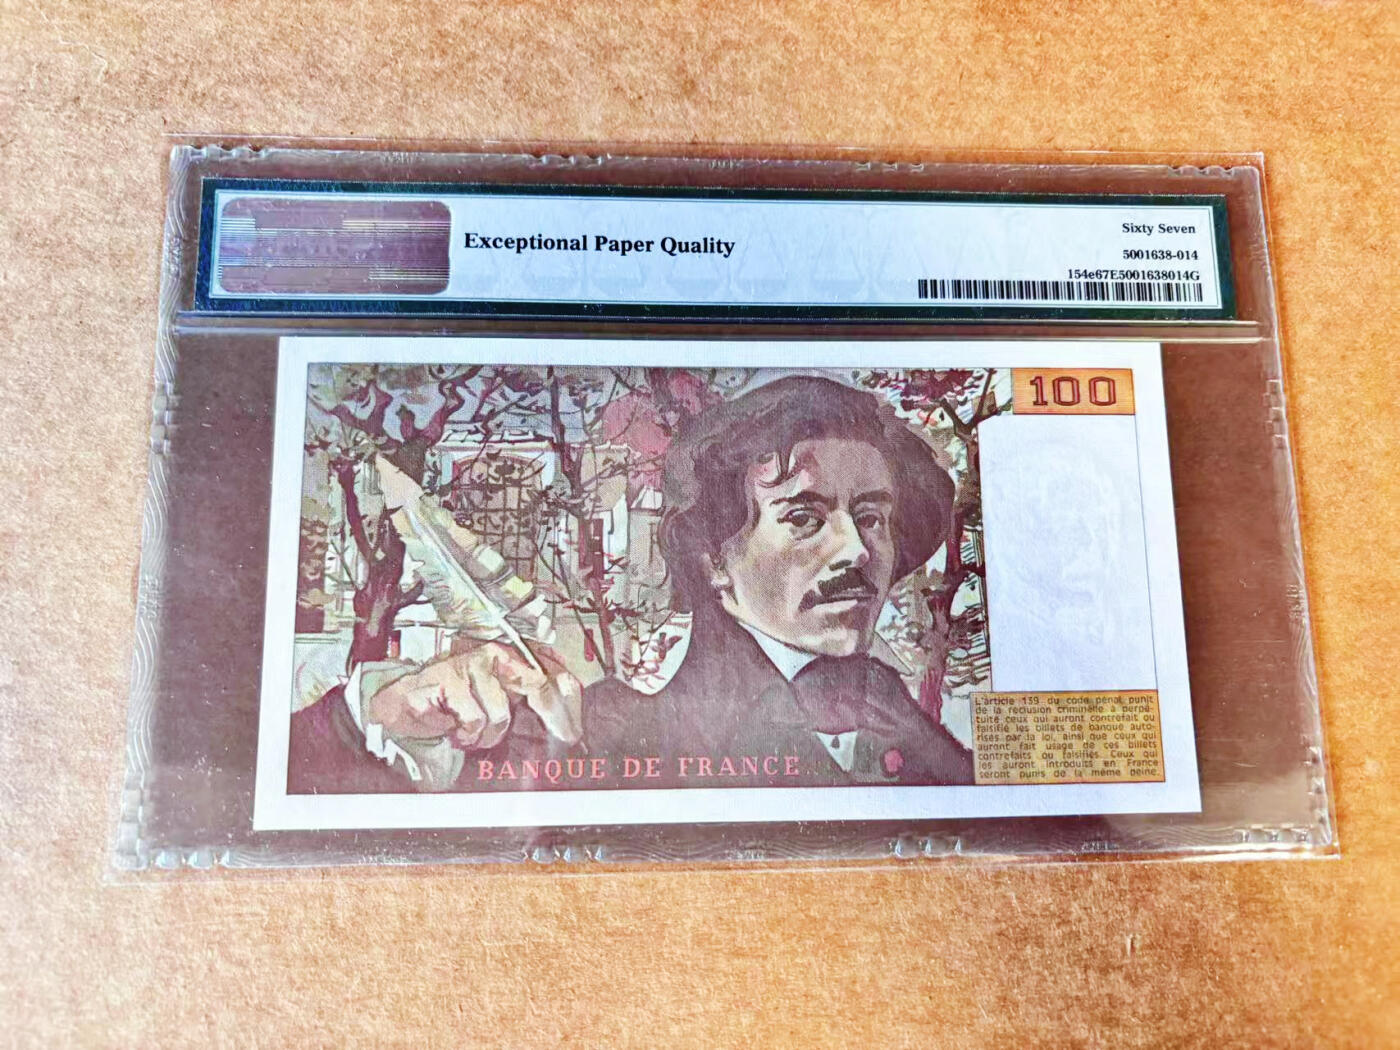 Exceptional Paper Quality
Sixty Seven
5001638-014
154e67E5001638014G
100
L'article 139 du code pénal punit
de la réclusion criminelle à perpé-
tuité ceux qui auront contrefait ou
falsifié les billets de banque auto-
risés par la loi, ainsi que ceux qui
auront fait usage de ces billets
contrefaits ou falsifiés. Ceux qui
les auront introduits en France
seront punis de la même peine.
BANQUE DE FRANCE